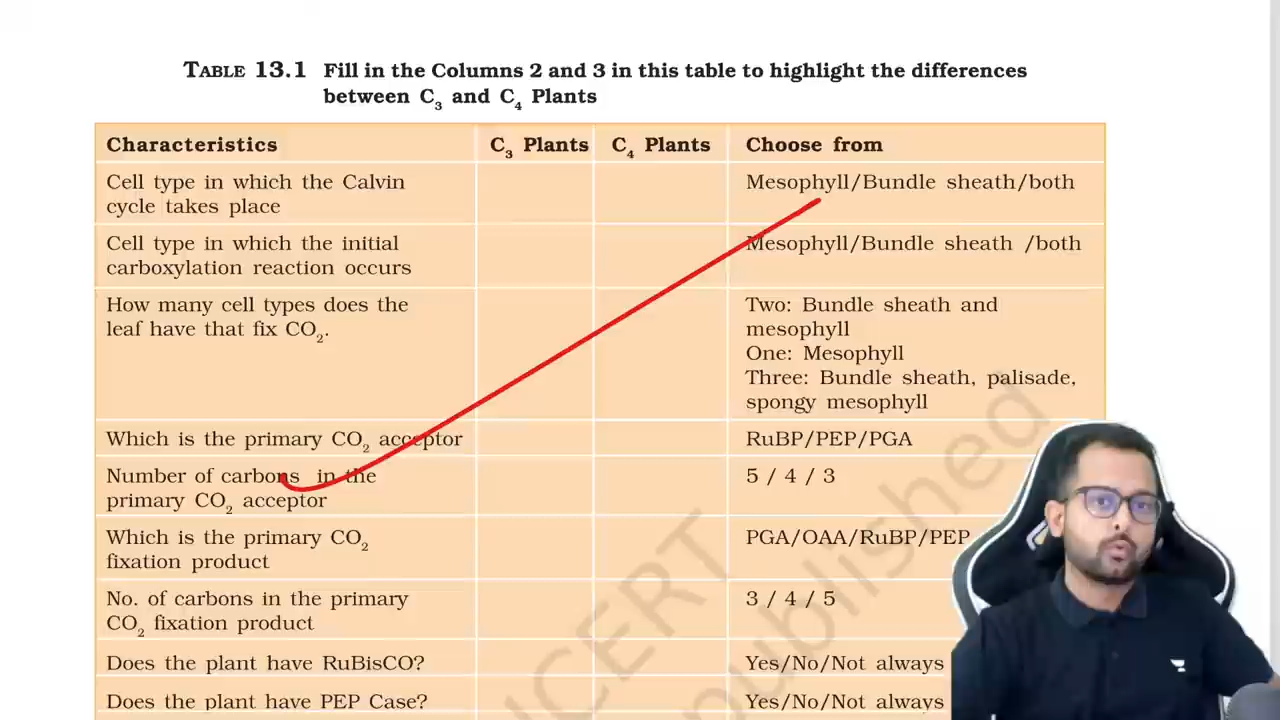 TABLE 13.1 Fill in the Columns 2 and 3 in this table to highlight the differences
between C3 and C4 Plants
Characteristics C3 Plants C4 Plants Choose from
Cell type in which the Calvin
cycle takes place
Mesophyll/Bundle sheath/both
Cell type in which the initial
carboxylation reaction occurs
Mesophyll/Bundle sheath /both
How many cell types does the
leaf have that fix CO2.
Two: Bundle sheath and
mesophyll
One: Mesophyll
Three: Bundle sheath, palisade,
spongy mesophyll
Which is the primary CO2 acceptor
RuBP/PEP/PGA
Number of carbons in the
primary CO2 acceptor
5 / 4 / 3
Which is the primary CO2
fixation product
PGA/OAA/RuBP/PEP
No. of carbons in the primary
CO2 fixation product
3 / 4 / 5
Does the plant have RuBisCO?
Yes/No/Not always
Does the plant have PEP Case?
Yes/No/Not always
NCERT
published